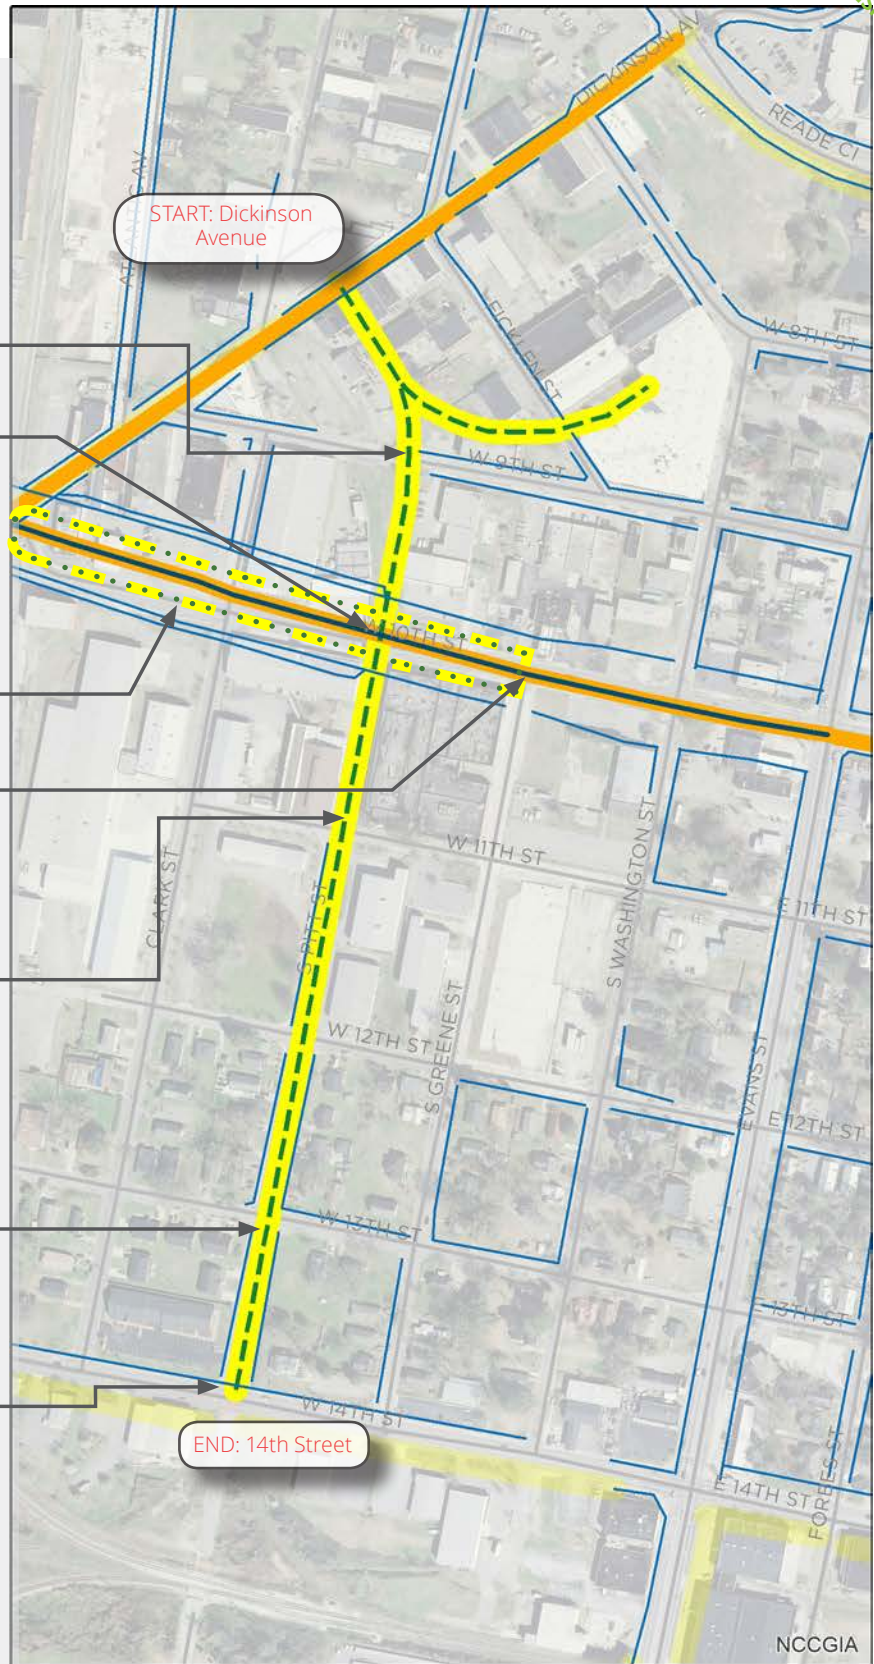 DICKINSON AV
READE CI
ATLANTIC AV
START: Dickinson
Avenue
FICKLEN ST
W 8TH ST
W 9TH ST
W 10TH ST
W 11TH ST
S WASHINGTON ST
CLARK ST
S PITT ST
E 11TH ST
W 12TH ST
S GREENE ST
EVANS ST
E 12TH ST
W 13TH ST
E 13TH ST
W 14TH ST
END: 14th Street
E 14TH ST
FORBES ST
NCCGIA